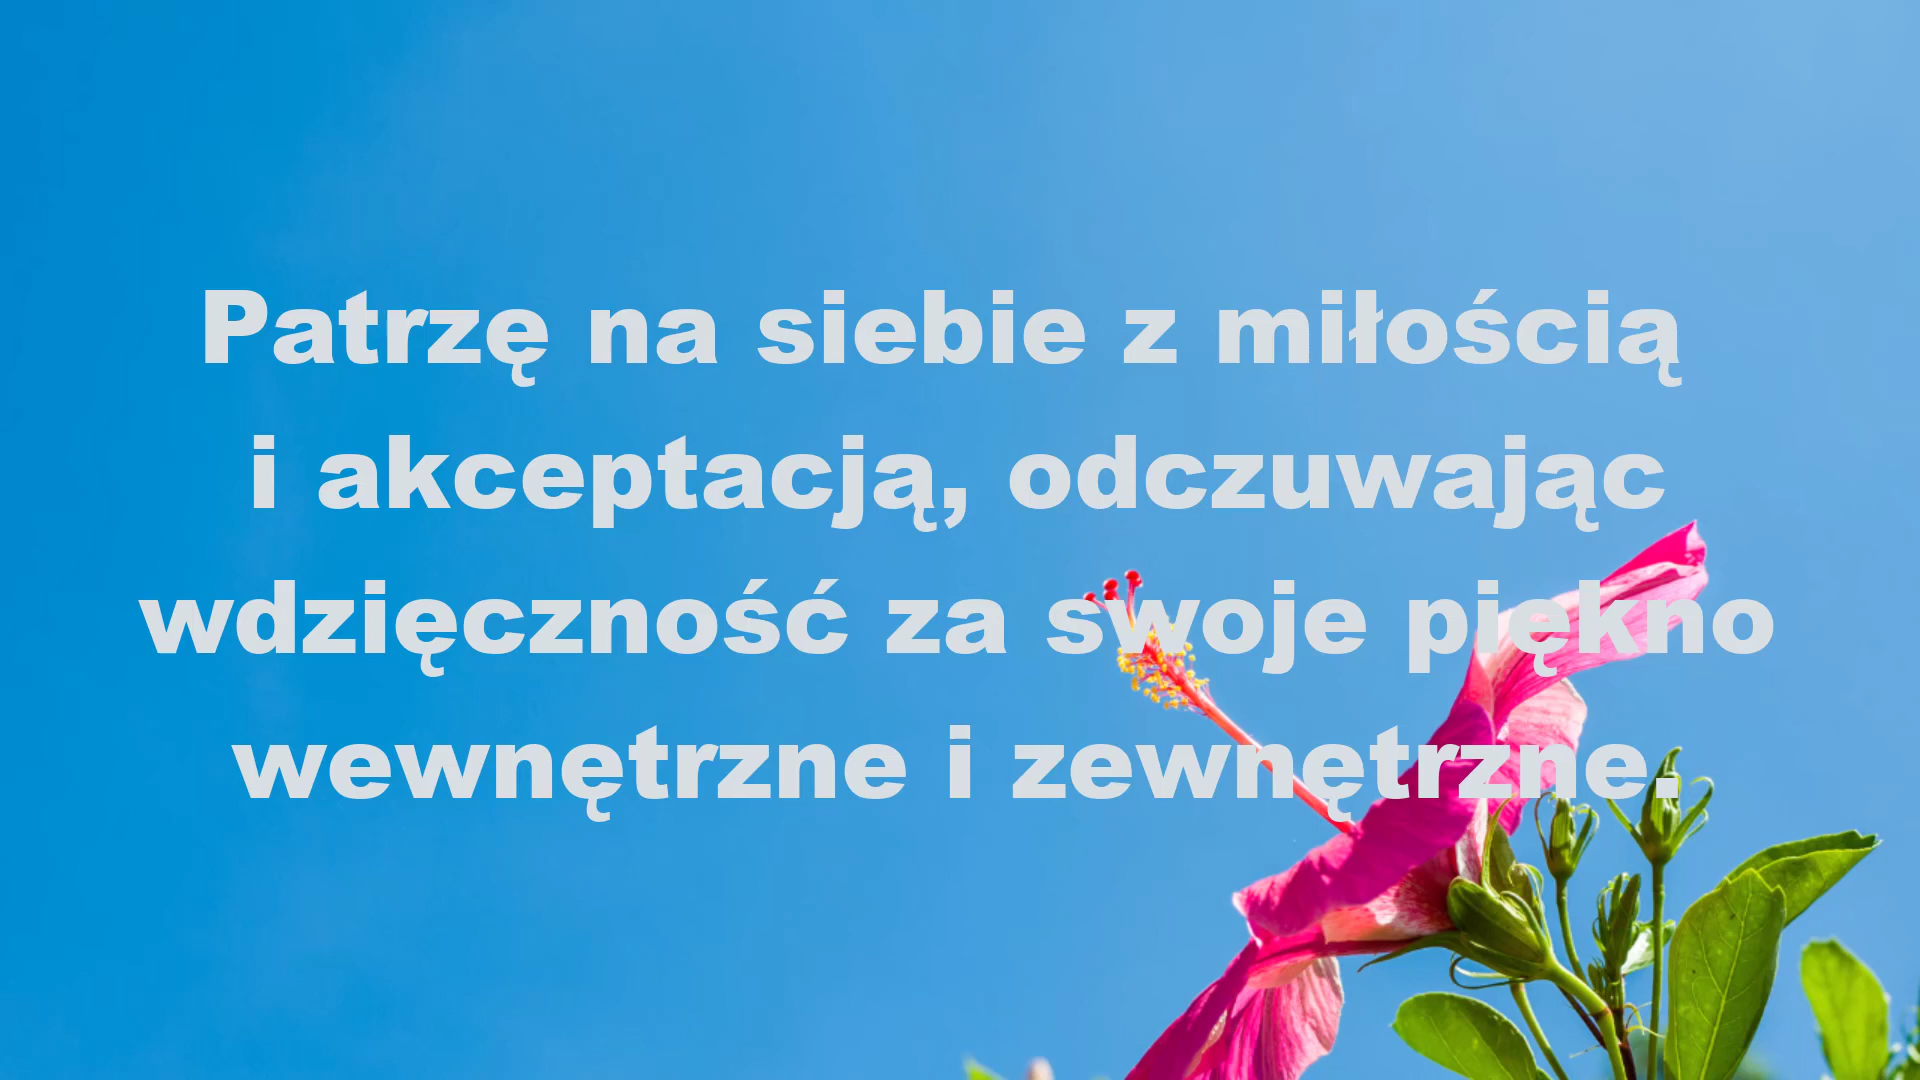 Patrzę na siebie z miłością
i akceptacją, odczuwając
wdzięczność za swoje piękno
wewnętrzne i zewnętrzne.